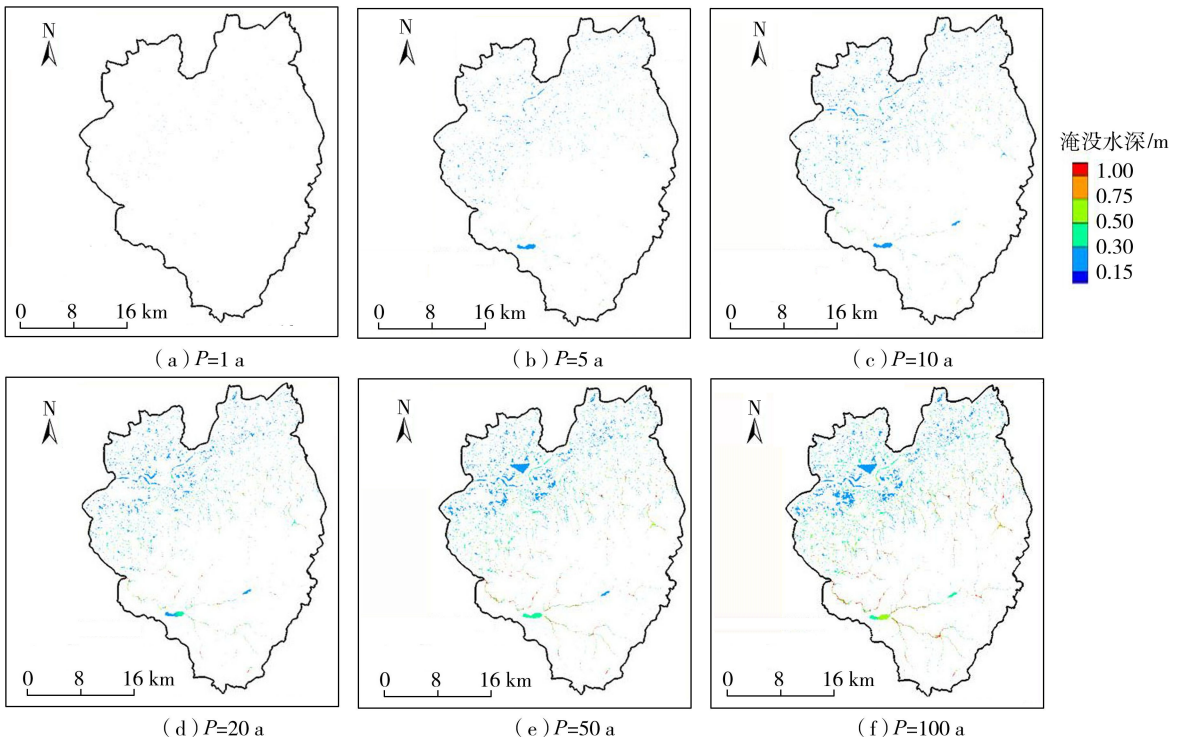 N
0 8 16 km
(a)P=1 a
N
0 8 16 km
(b)P=5 a
N
0 8 16 km
(c)P=10 a
淹没水深/m
1.00
0.75
0.50
0.30
0.15
N
0 8 16 km
(d)P=20 a
N
0 8 16 km
(e)P=50 a
N
0 8 16 km
(f)P=100 a